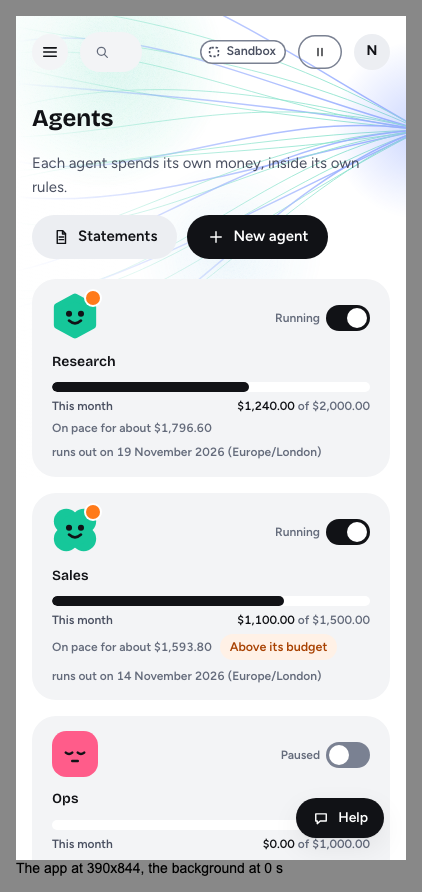 Sandbox
N
Agents
Each agent spends its own money, inside its own
rules.
Statements
New agent
Running
Research
This month $1,240.00 of $2,000.00
On pace for about $1,796.60
runs out on 19 November 2026 (Europe/London)
Running
Sales
This month $1,100.00 of $1,500.00
On pace for about $1,593.80 Above its budget
runs out on 14 November 2026 (Europe/London)
Paused
Ops
Help
This month $0.00 of $1,000.00
The app at 390x844, the background at 0 s